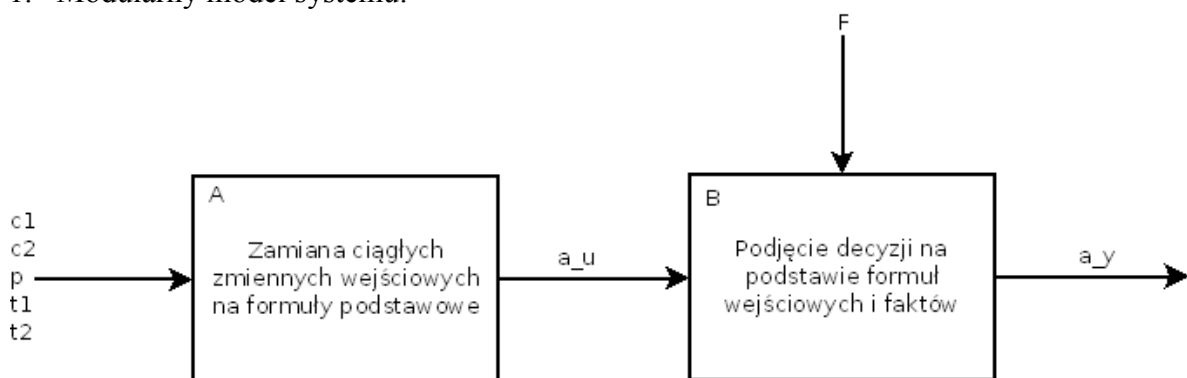 1. Modularny model systemu:
F
A
Zamiana ciągłych
zmiennych wejściowych
na formuły podstawowe
B
Podjęcie decyzji na
podstawie formuł
wejściowych i faktów
c1
c2
p
t1
t2
a_u
a_y